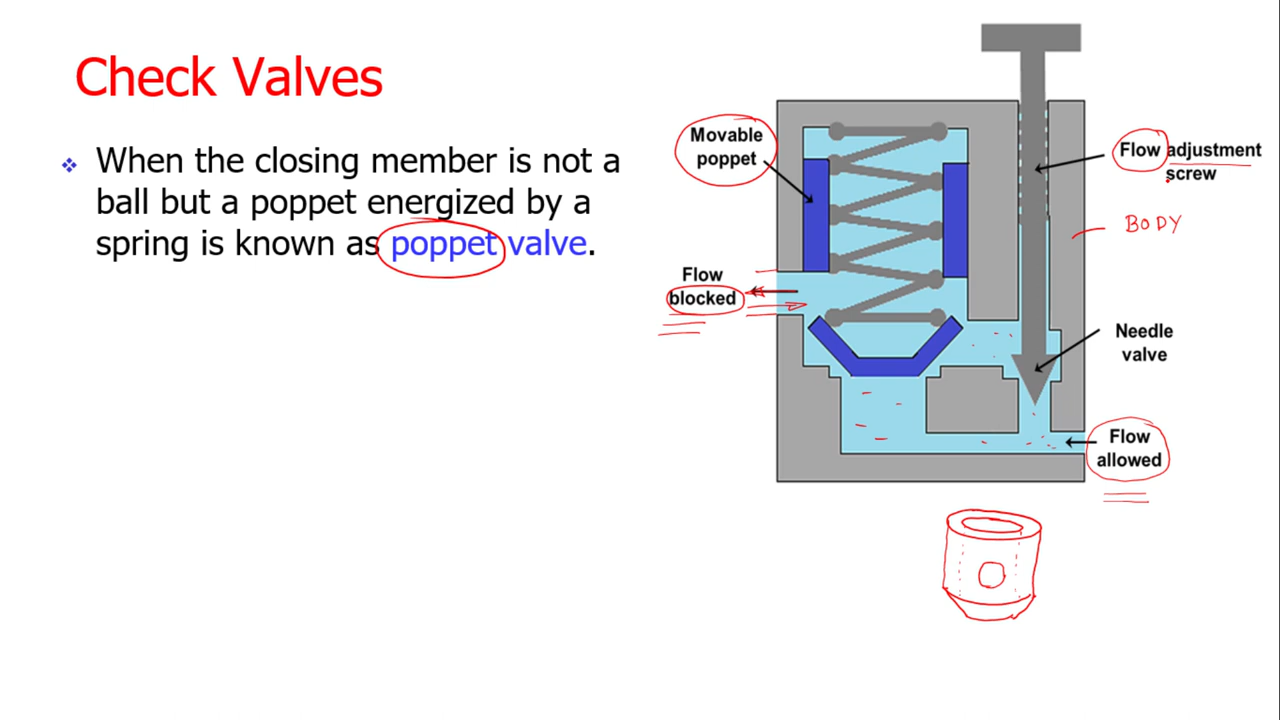 Check Valves
When the closing member is not a
ball but a poppet energized by a
spring is known as poppet valve.
Movable
poppet
Flow adjustment
screw
BODY
Flow
blocked
Needle
valve
Flow
allowed